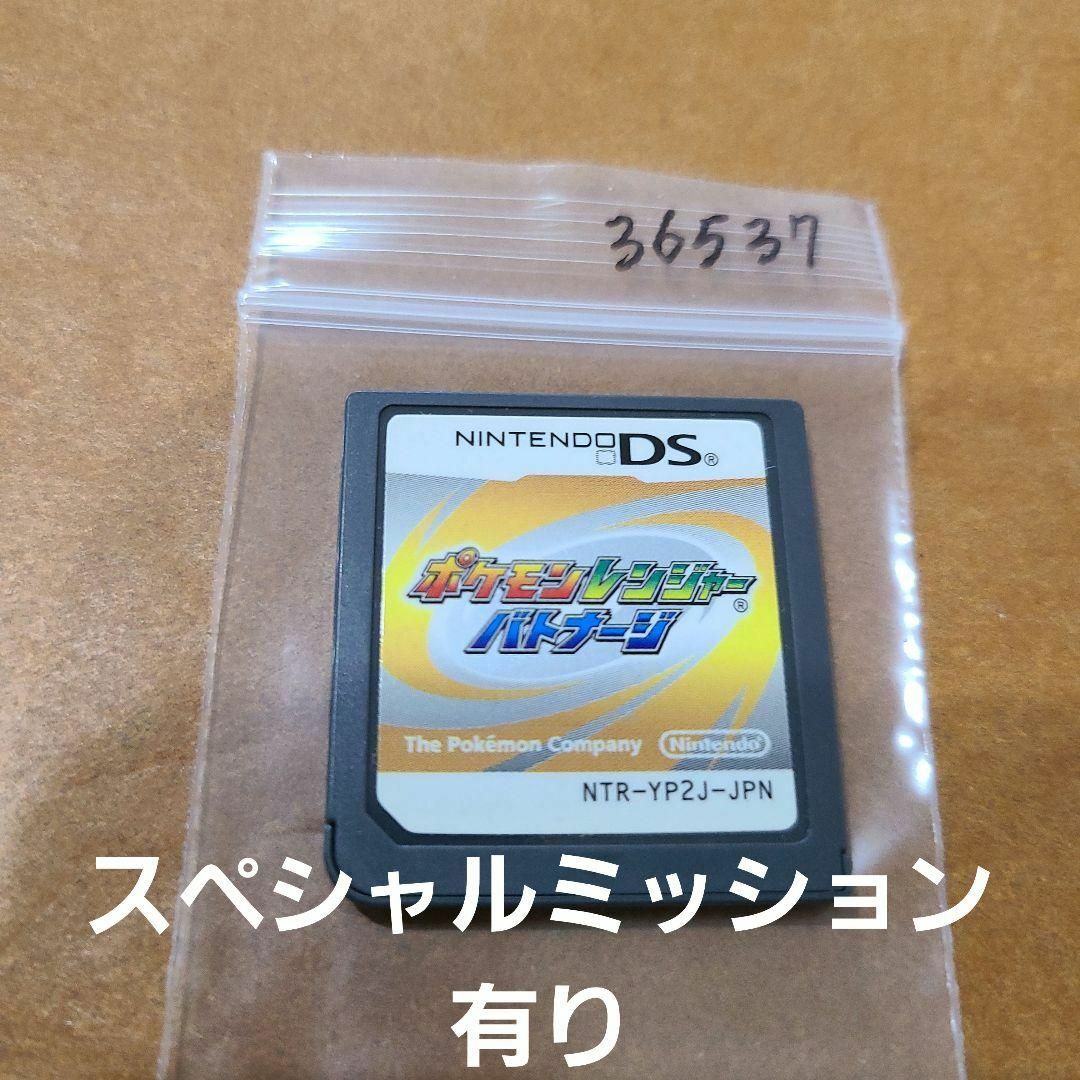 36537
NINTENDO DS®
ポケモンレンジャー®
バトナージ
The Pokémon Company Nintendo
NTR-YP2J-JPN
スペシャルミッション
有り